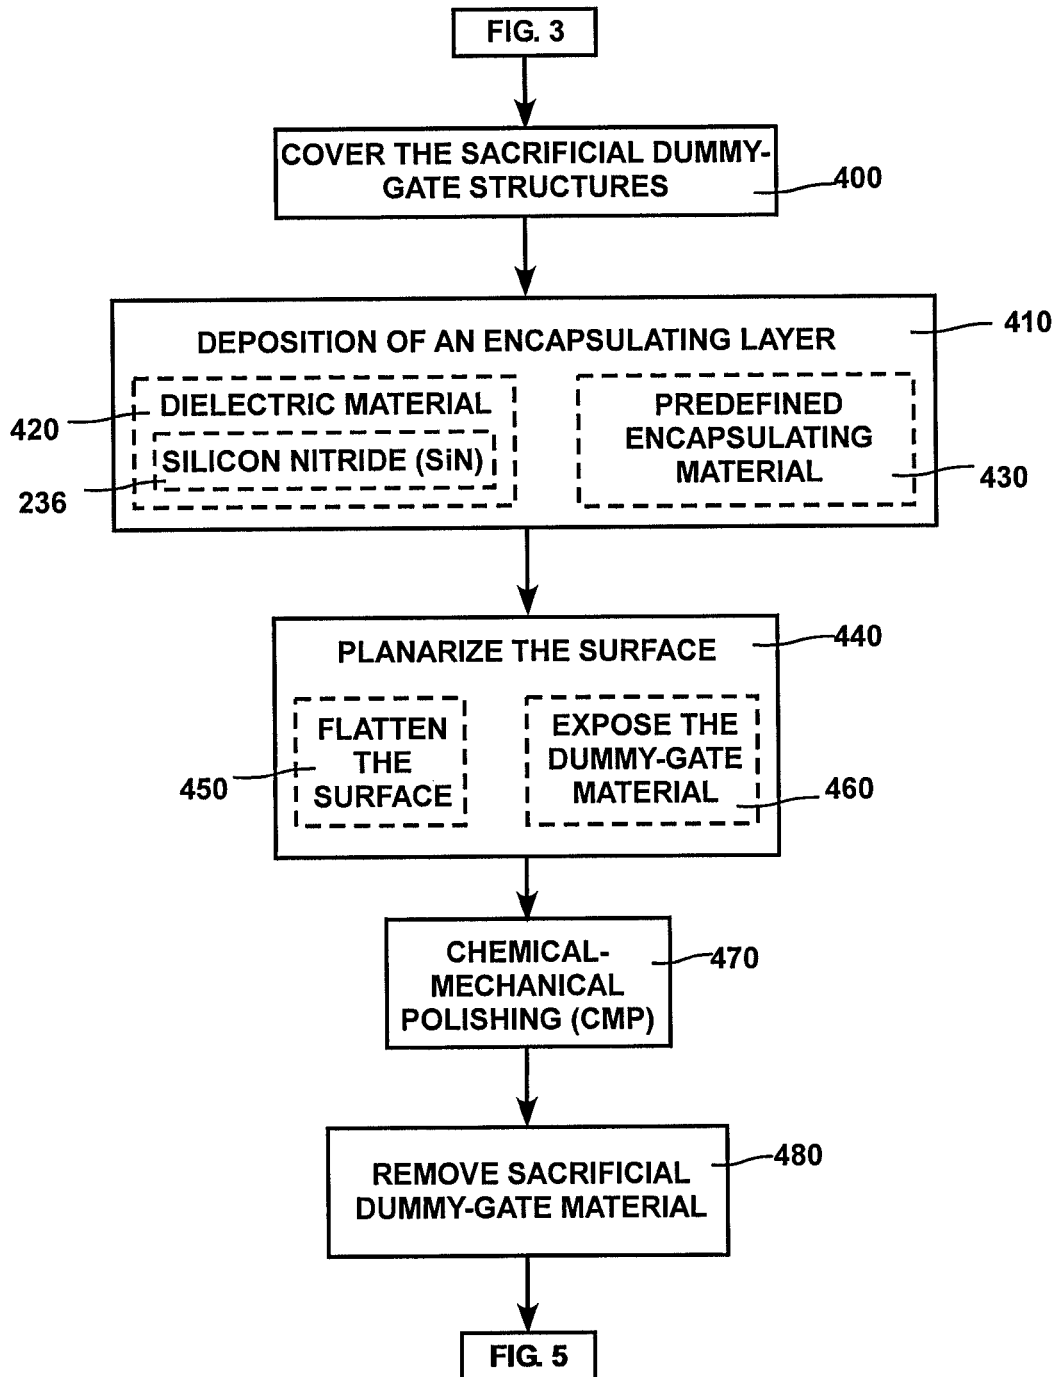 FIG. 3
COVER THE SACRIFICIAL DUMMY-
GATE STRUCTURES
400
DEPOSITION OF AN ENCAPSULATING LAYER
410
DIELECTRIC MATERIAL
420
SILICON NITRIDE (SiN)
236
PREDEFINED
ENCAPSULATING
MATERIAL
430
PLANARIZE THE SURFACE
440
FLATTEN
THE
SURFACE
450
EXPOSE THE
DUMMY-GATE
MATERIAL
460
CHEMICAL-
MECHANICAL
POLISHING (CMP)
470
REMOVE SACRIFICIAL
DUMMY-GATE MATERIAL
480
FIG. 5